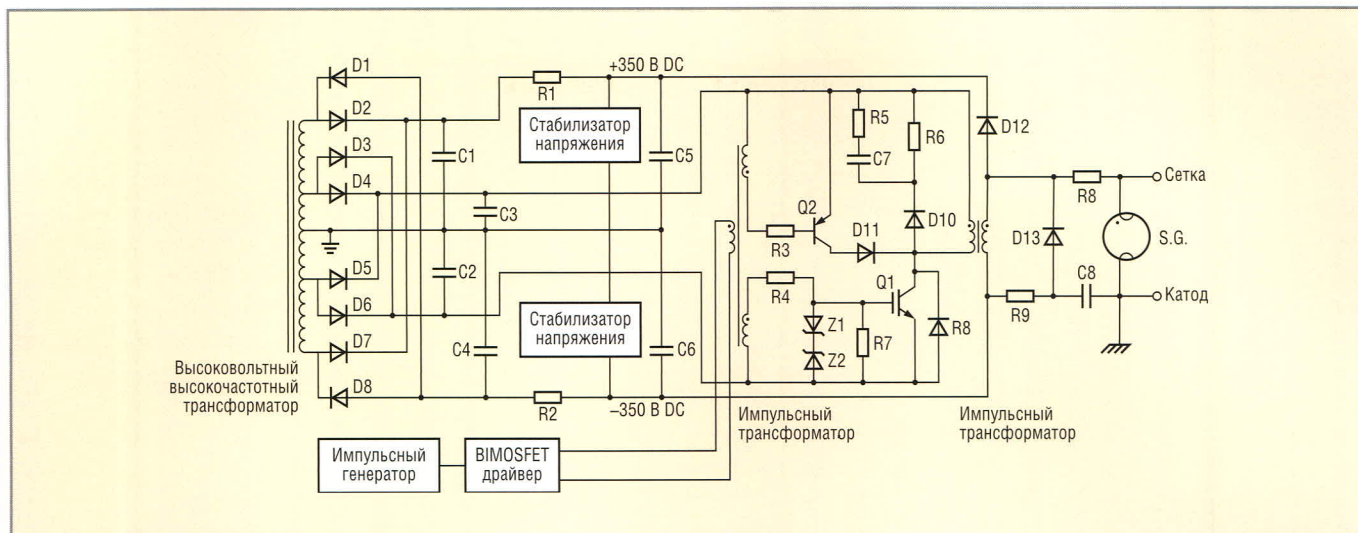 D1
D2
D3
D4
D5
D6
D7
D8
Высоковольтный
высокочастотный
трансформатор
C1
C2
C3
C4
R1
R2
+350 В DC
–350 В DC
Стабилизатор
напряжения
Стабилизатор
напряжения
C5
C6
Импульсный
генератор
BIMOSFET
драйвер
Импульсный
трансформатор
R3
R4
Q2
D11
Z1
Z2
R7
Q1
R8
R5
C7
R6
D10
Импульсный
трансформатор
D12
D13
R8
R9
C8
S.G.
Сетка
Катод